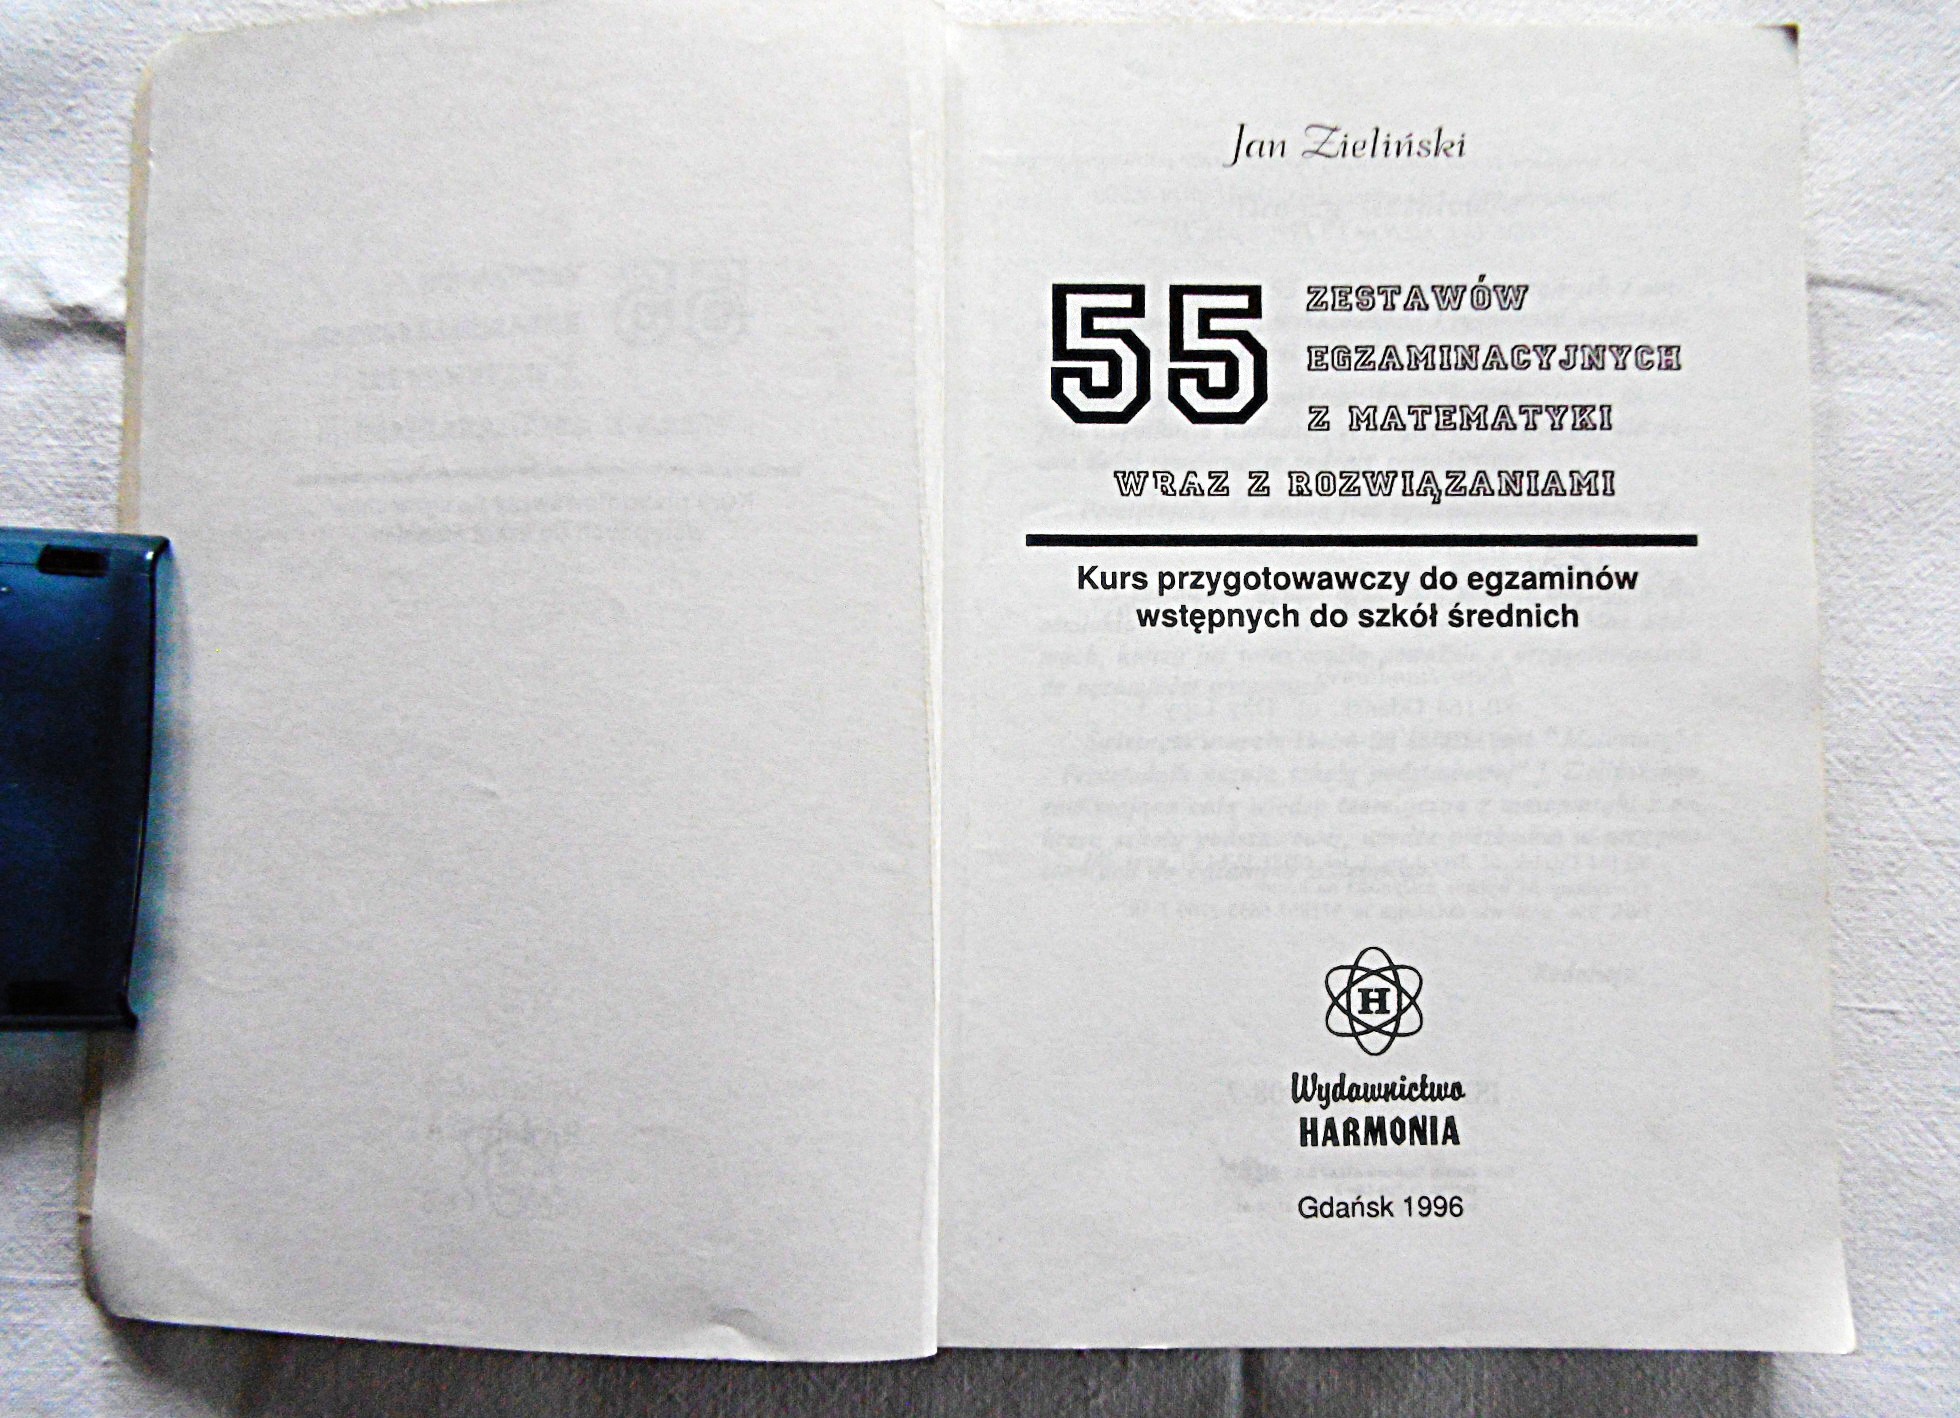 Jan Zieliński
55 ZESTAWÓW
EGZAMINACYJNYCH
Z MATEMATYKI
WRAZ Z ROZWIĄZANIAMI
Kurs przygotowawczy do egzaminów
wstępnych do szkół średnich
H
Wydawnictwo
HARMONIA
Gdańsk 1996